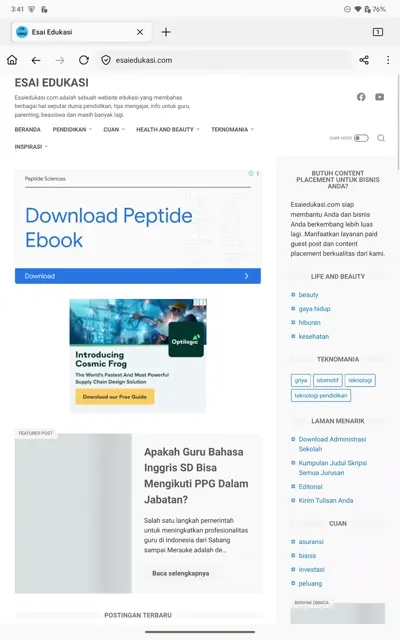 3:41
76%
Esai Edukasi
1
esaiedukasi.com
ESAI EDUKASI
Esaiedukasi.com adalah sebuah website edukasi yang membahas
berbagai hal seputar dunia pendidikan, tips mengajar, info untuk guru,
parenting, beasiswa dan masih banyak lagi
BERANDA PENDIDIKAN CUAN HEALTH AND BEAUTY TEKNOMANIA
INSPIRASI
DARK MODE
Peptide Sciences
Download Peptide
Ebook
Download
Optilogic
Introducing
Cosmic Frog
The World's Fastest And Most Powerful
Supply Chain Design Solution
Download our Free Guide
FEATURED POST
Apakah Guru Bahasa
Inggris SD Bisa
Mengikuti PPG Dalam
Jabatan?
Salah satu langkah pemerintah
untuk meningkatkan profesionalitas
guru di Indonesia dari Sabang
sampai Merauke adalah de…
Baca selengkapnya
POSTINGAN TERBARU
BUTUH CONTENT
PLACEMENT UNTUK BISNIS
ANDA?
Esaiedukasi.com siap
membantu Anda dan bisnis
Anda berkembang lebih luas
lagi. Manfaatkan layanan paid
guest post dan content
placement berkualitas dari kami.
LIFE AND BEAUTY
beauty
gaya hidup
hiburan
kesehatan
TEKNOMANIA
griya otomotif teknologi
teknologi pendidikan
LAMAN MENARIK
Download Administrasi
Sekolah
Kumpulan Judul Skripsi
Semua Jurusan
Editorial
Kirim Tulisan Anda
CUAN
asuransi
bisnis
investasi
peluang
BANYAK DIBACA